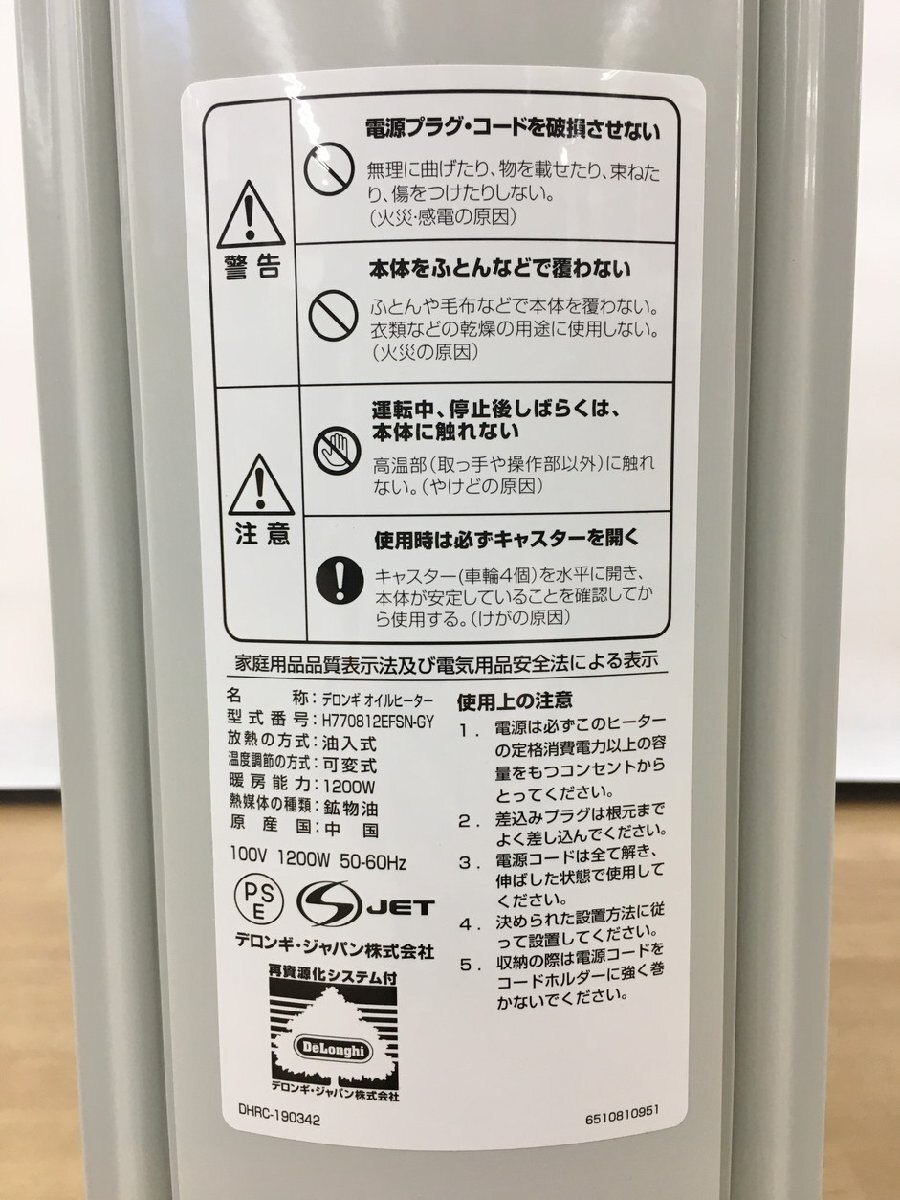 警告
電源プラグ・コードを破損させない
無理に曲げたり、物を載せたり、束ねた
り、傷をつけたりしない。
(火災・感電の原因)
本体をふとんなどで覆わない
ふとんや毛布などで本体を覆わない。
衣類などの乾燥の用途に使用しない。
(火災の原因)
注意
運転中、停止後しばらくは、
本体に触れない
高温部(取っ手や操作部以外)に触れ
ない。(やけどの原因)
使用時は必ずキャスターを開く
キャスター(車輪4個)を水平に開き、
本体が安定していることを確認してか
ら使用する。(けがの原因)
家庭用品品質表示法及び電気用品安全法による表示
名称:デロンギ オイルヒーター
型式番号:H770812EFSN-GY
放熱の方式:油入式
温度調節の方式:可変式
暖房能力:1200W
熱媒体の種類:鉱物油
原産国:中国
100V 1200W 50-60Hz
PS
E
JET
デロンギ・ジャパン株式会社
再資源化システム付
DeLonghi
デロンギ・ジャパン株式会社
DHRC-190342
使用上の注意
1. 電源は必ずこのヒーター
の定格消費電力以上の容
量をもつコンセントから
とってください。
2. 差込みプラグは根元まで
よく差し込んでください。
3. 電源コードは全て解き、
伸ばした状態で使用して
ください。
4. 決められた設置方法に従
って設置してください。
5. 収納の際は電源コードを
コードホルダーに強く巻
かないでください。
6510810951